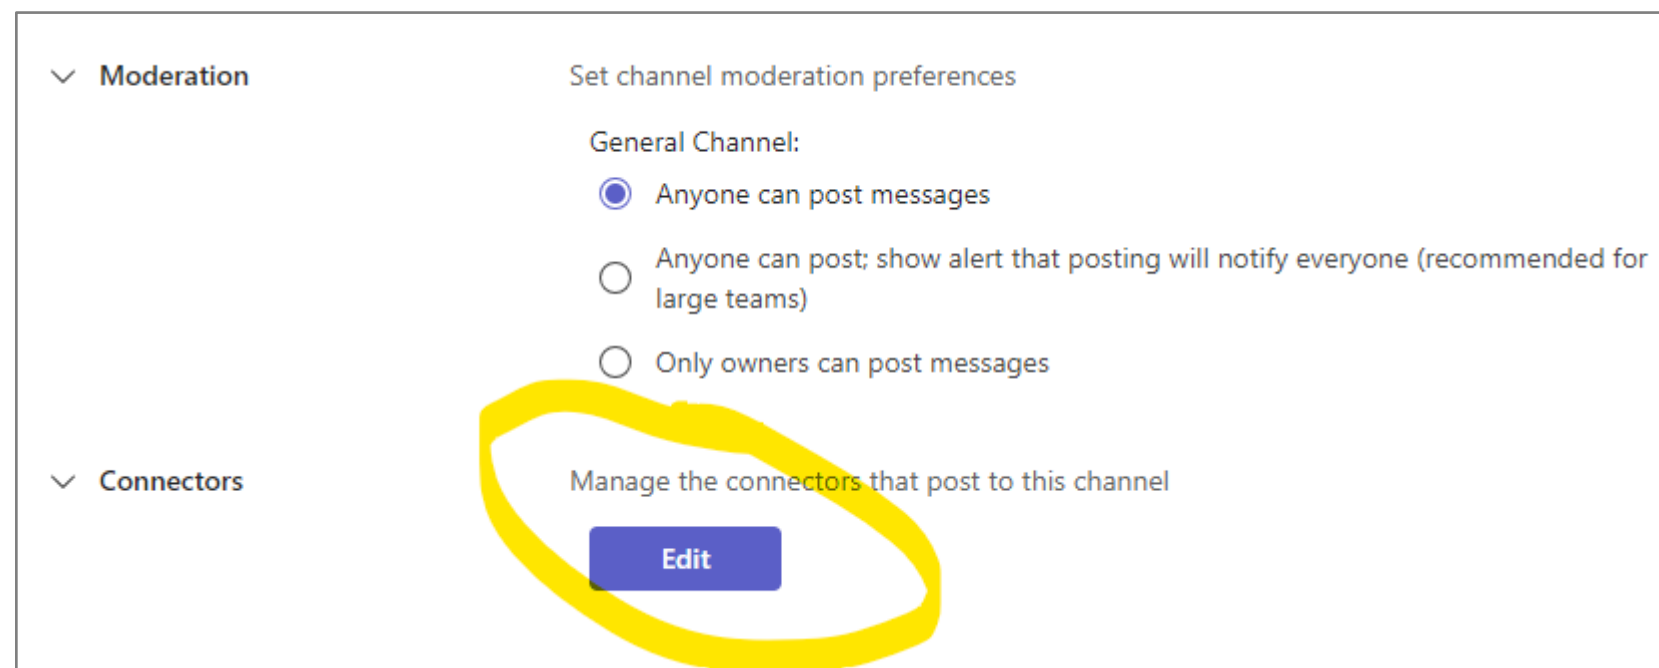 Moderation
Set channel moderation preferences
General Channel:
Anyone can post messages
Anyone can post; show alert that posting will notify everyone (recommended for
large teams)
Only owners can post messages
Connectors
Manage the connectors that post to this channel
Edit